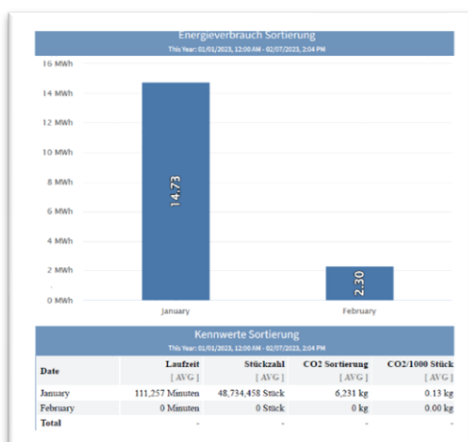 Energieverbrauch Sortierung
This Year: 01/01/2023, 12:00 AM - 02/07/2023, 2:04 PM
16 MWh
14 MWh
12 MWh
10 MWh
8 MWh
6 MWh
4 MWh
2 MWh
0 MWh
14.73
2.30
January February
Kennwerte Sortierung
This Year: 01/01/2023, 12:00 AM - 02/07/2023, 2:04 PM
Date Laufzeit Stückzahl CO2 Sortierung CO2/1000 Stück
[ AVG ] [ AVG ] [ AVG ] [ AVG ]
January 111,257 Minuten 48,734,458 Stück 6,231 kg 0.13 kg
February 0 Minuten 0 Stück 0 kg 0.00 kg
Total - - - -